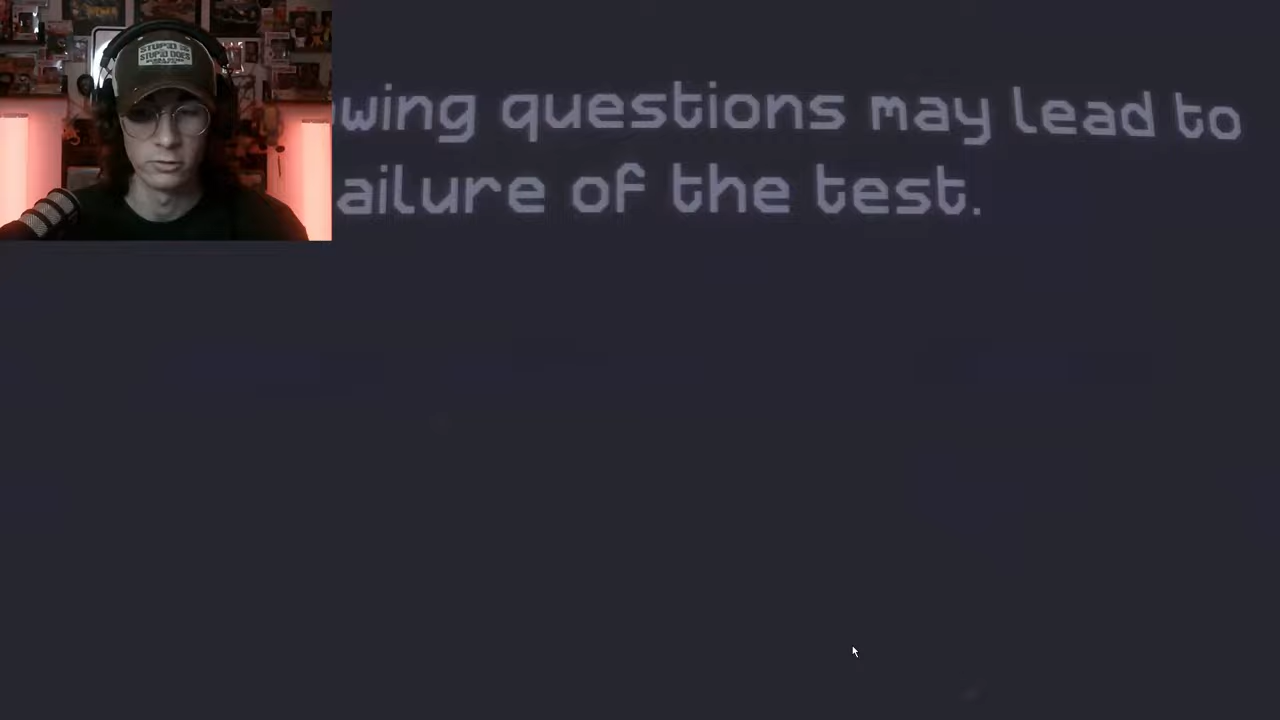 wing questions may lead to
ailure of the test.